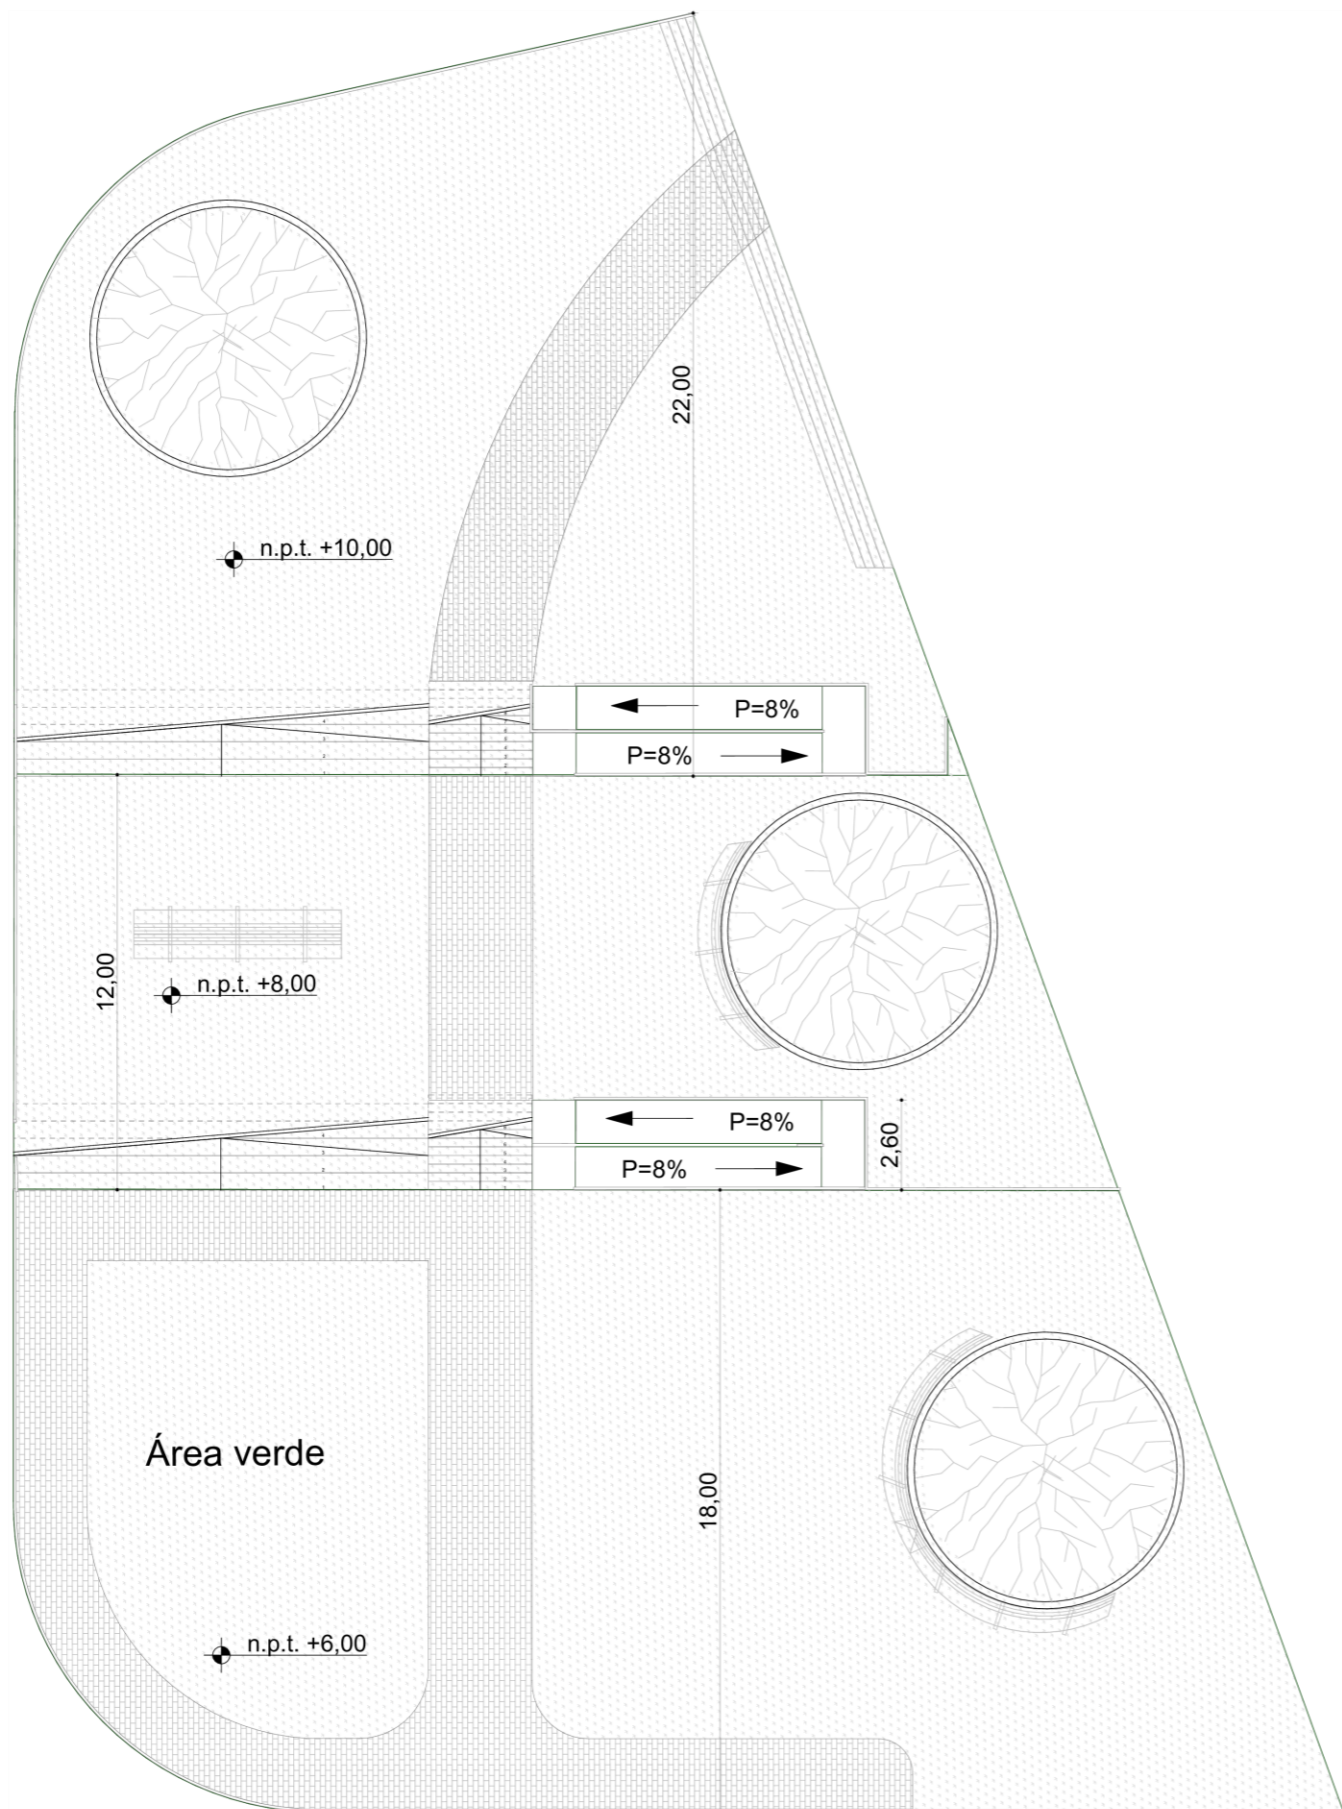 22,00
n.p.t. +10,00
P=8%
P=8%
12,00
n.p.t. +8,00
P=8%
P=8%
2,60
Área verde
18,00
n.p.t. +6,00